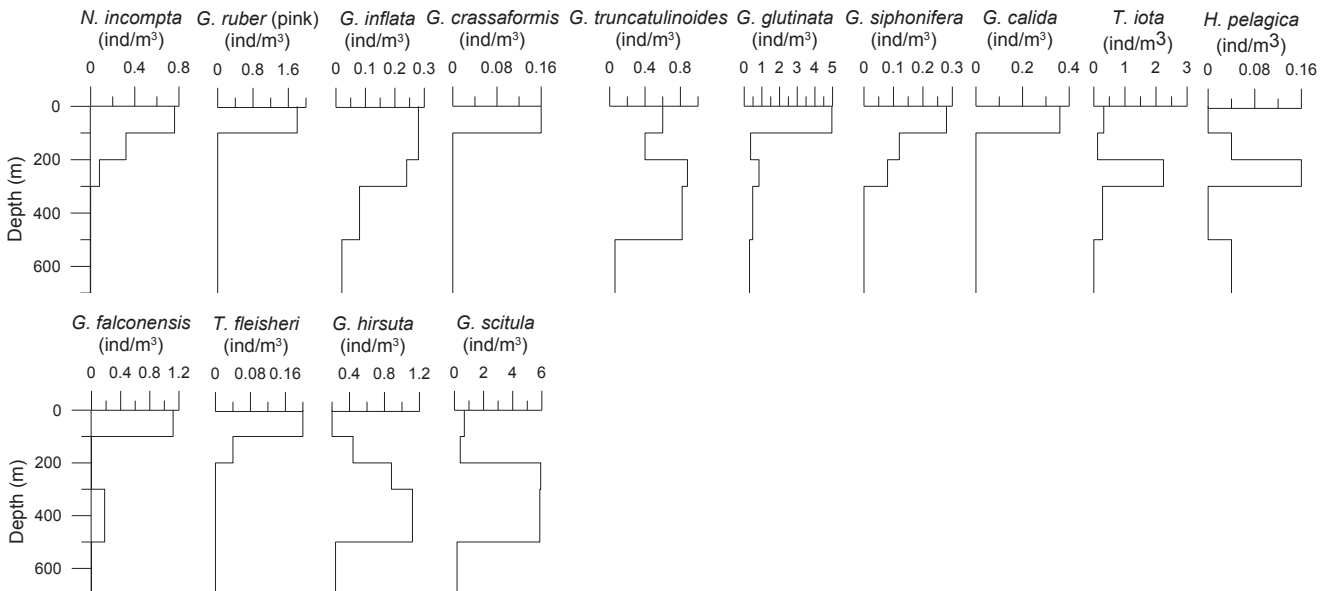 N. incompta G. ruber (pink) G. inflata G. crassaformis G. truncatulinoides G. glutinata G. siphonifera G. calida T. iota H. pelagica
(ind/m³) (ind/m³) (ind/m³) (ind/m³) (ind/m³) (ind/m³) (ind/m³) (ind/m³) (ind/m³) (ind/m³)
0 0.4 0.8 0 0.8 1.6 0 0.1 0.2 0.3 0 0.08 0.16 0.4 0.8 0 1 2 3 4 5 0 0.1 0.2 0.3 0 0.2 0.4 0 1 2 3 0 0.08 0.16
0
200
400
600
Depth (m)
G. falconensis T. fleisheri G. hirsuta G. scitula
(ind/m³) (ind/m³) (ind/m³) (ind/m³)
0 0.4 0.8 1.2 0 0.08 0.16 0.4 0.8 1.2 0 2 4 6
0
200
400
600
Depth (m)